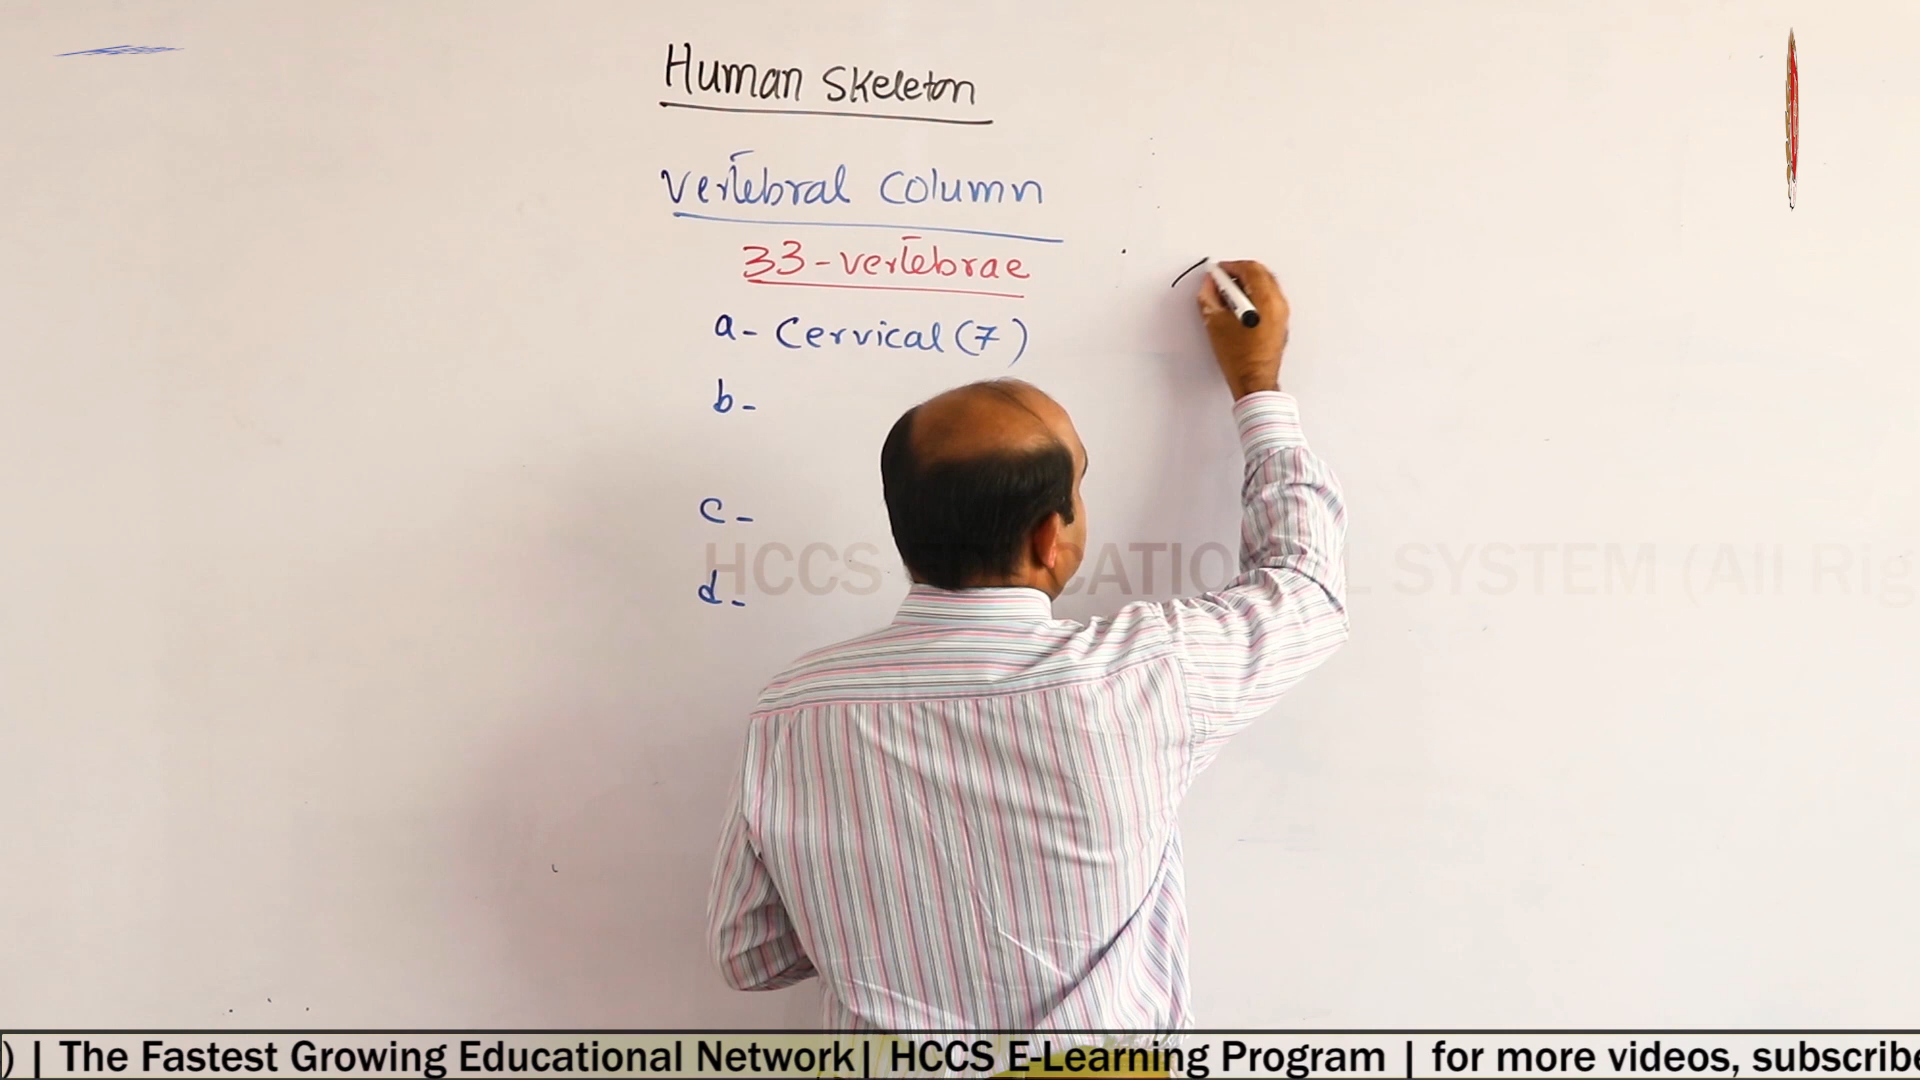 Human Skeleton
Vertebral Column
33-vertebrae
a- Cervical (7)
b-
c-
d-
HCCS EDUCATIONAL SYSTEM (All Rig
) | The Fastest Growing Educational Network| HCCS E-Learning Program | for more videos, subscribe